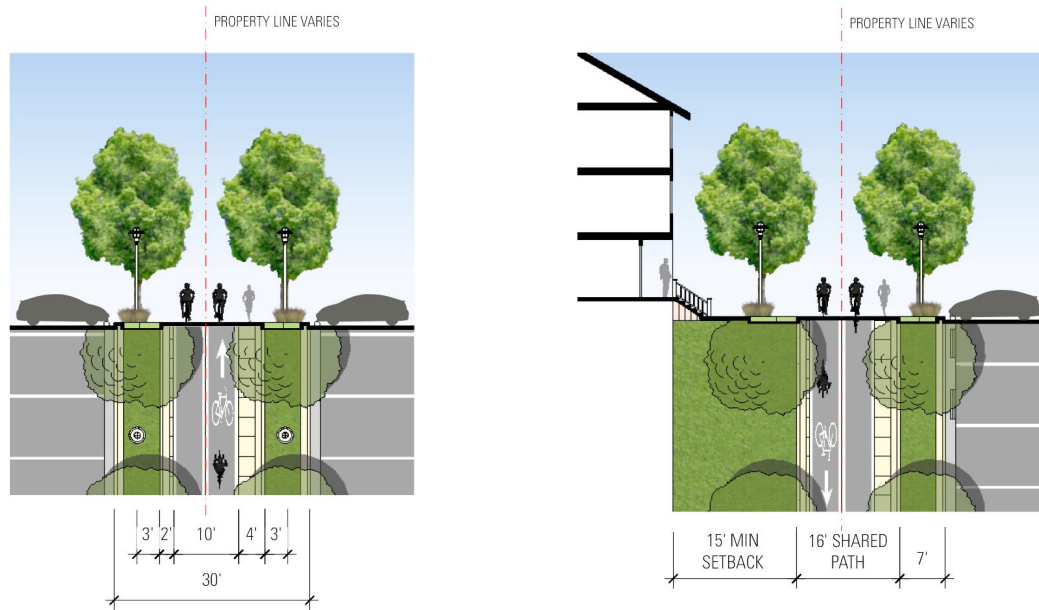 PROPERTY LINE VARIES
3' 2' 10' 4' 3'
30'
PROPERTY LINE VARIES
15' MIN
SETBACK
16' SHARED
PATH
7'